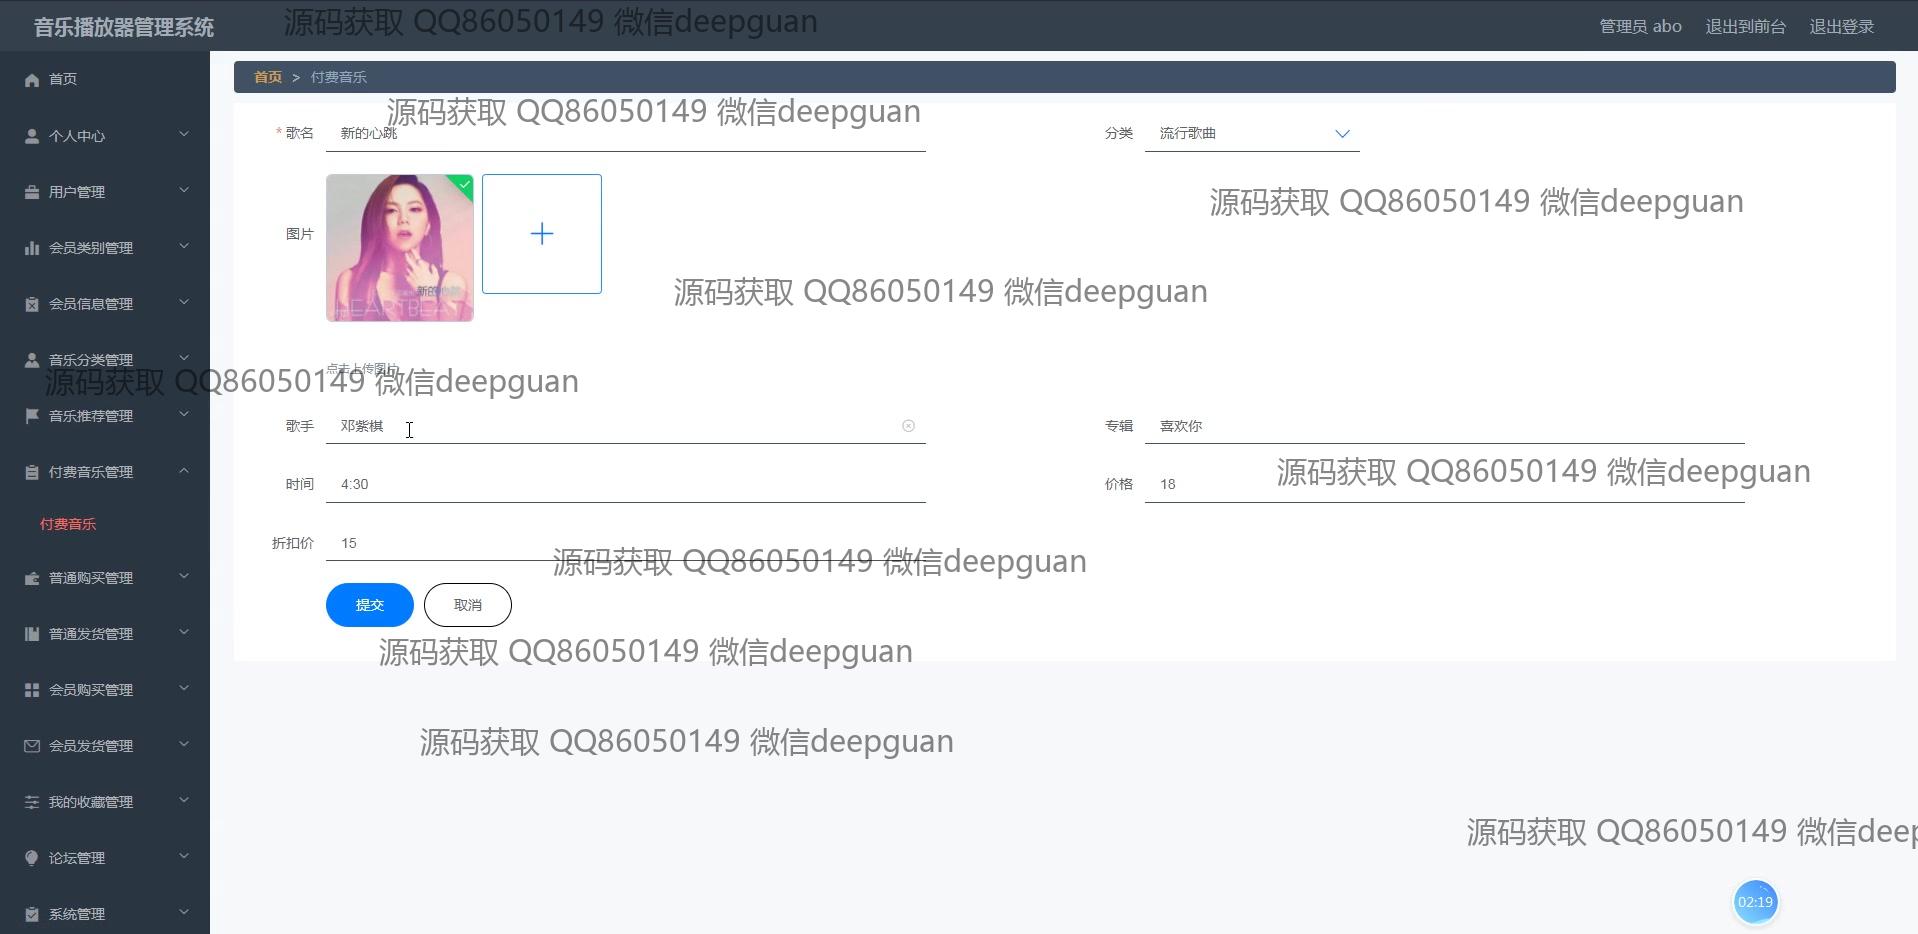 音乐播放器管理系统
源码获取 QQ86050149 微信deepguan
管理员 abo
退出到前台
退出登录
首页
首页 > 付费音乐
源码获取 QQ86050149 微信deepguan
* 歌名 新的心跳
分类 流行歌曲
个人中心
用户管理
源码获取 QQ86050149 微信deepguan
图片
会员类别管理
源码获取 QQ86050149 微信deepguan
新的心跳
HEARTBEAT
会员信息管理
音乐分类管理
点击上传图片
源码获取 QQ86050149 微信deepguan
音乐推荐管理
歌手 邓紫棋
专辑 喜欢你
付费音乐管理
源码获取 QQ86050149 微信deepguan
时间 4:30
价格 18
付费音乐
折扣价 15
源码获取 QQ86050149 微信deepguan
普通购买管理
提交
取消
普通发货管理
源码获取 QQ86050149 微信deepguan
会员购买管理
会员发货管理
源码获取 QQ86050149 微信deepguan
我的收藏管理
源码获取 QQ86050149 微信deep
论坛管理
02:19
系统管理